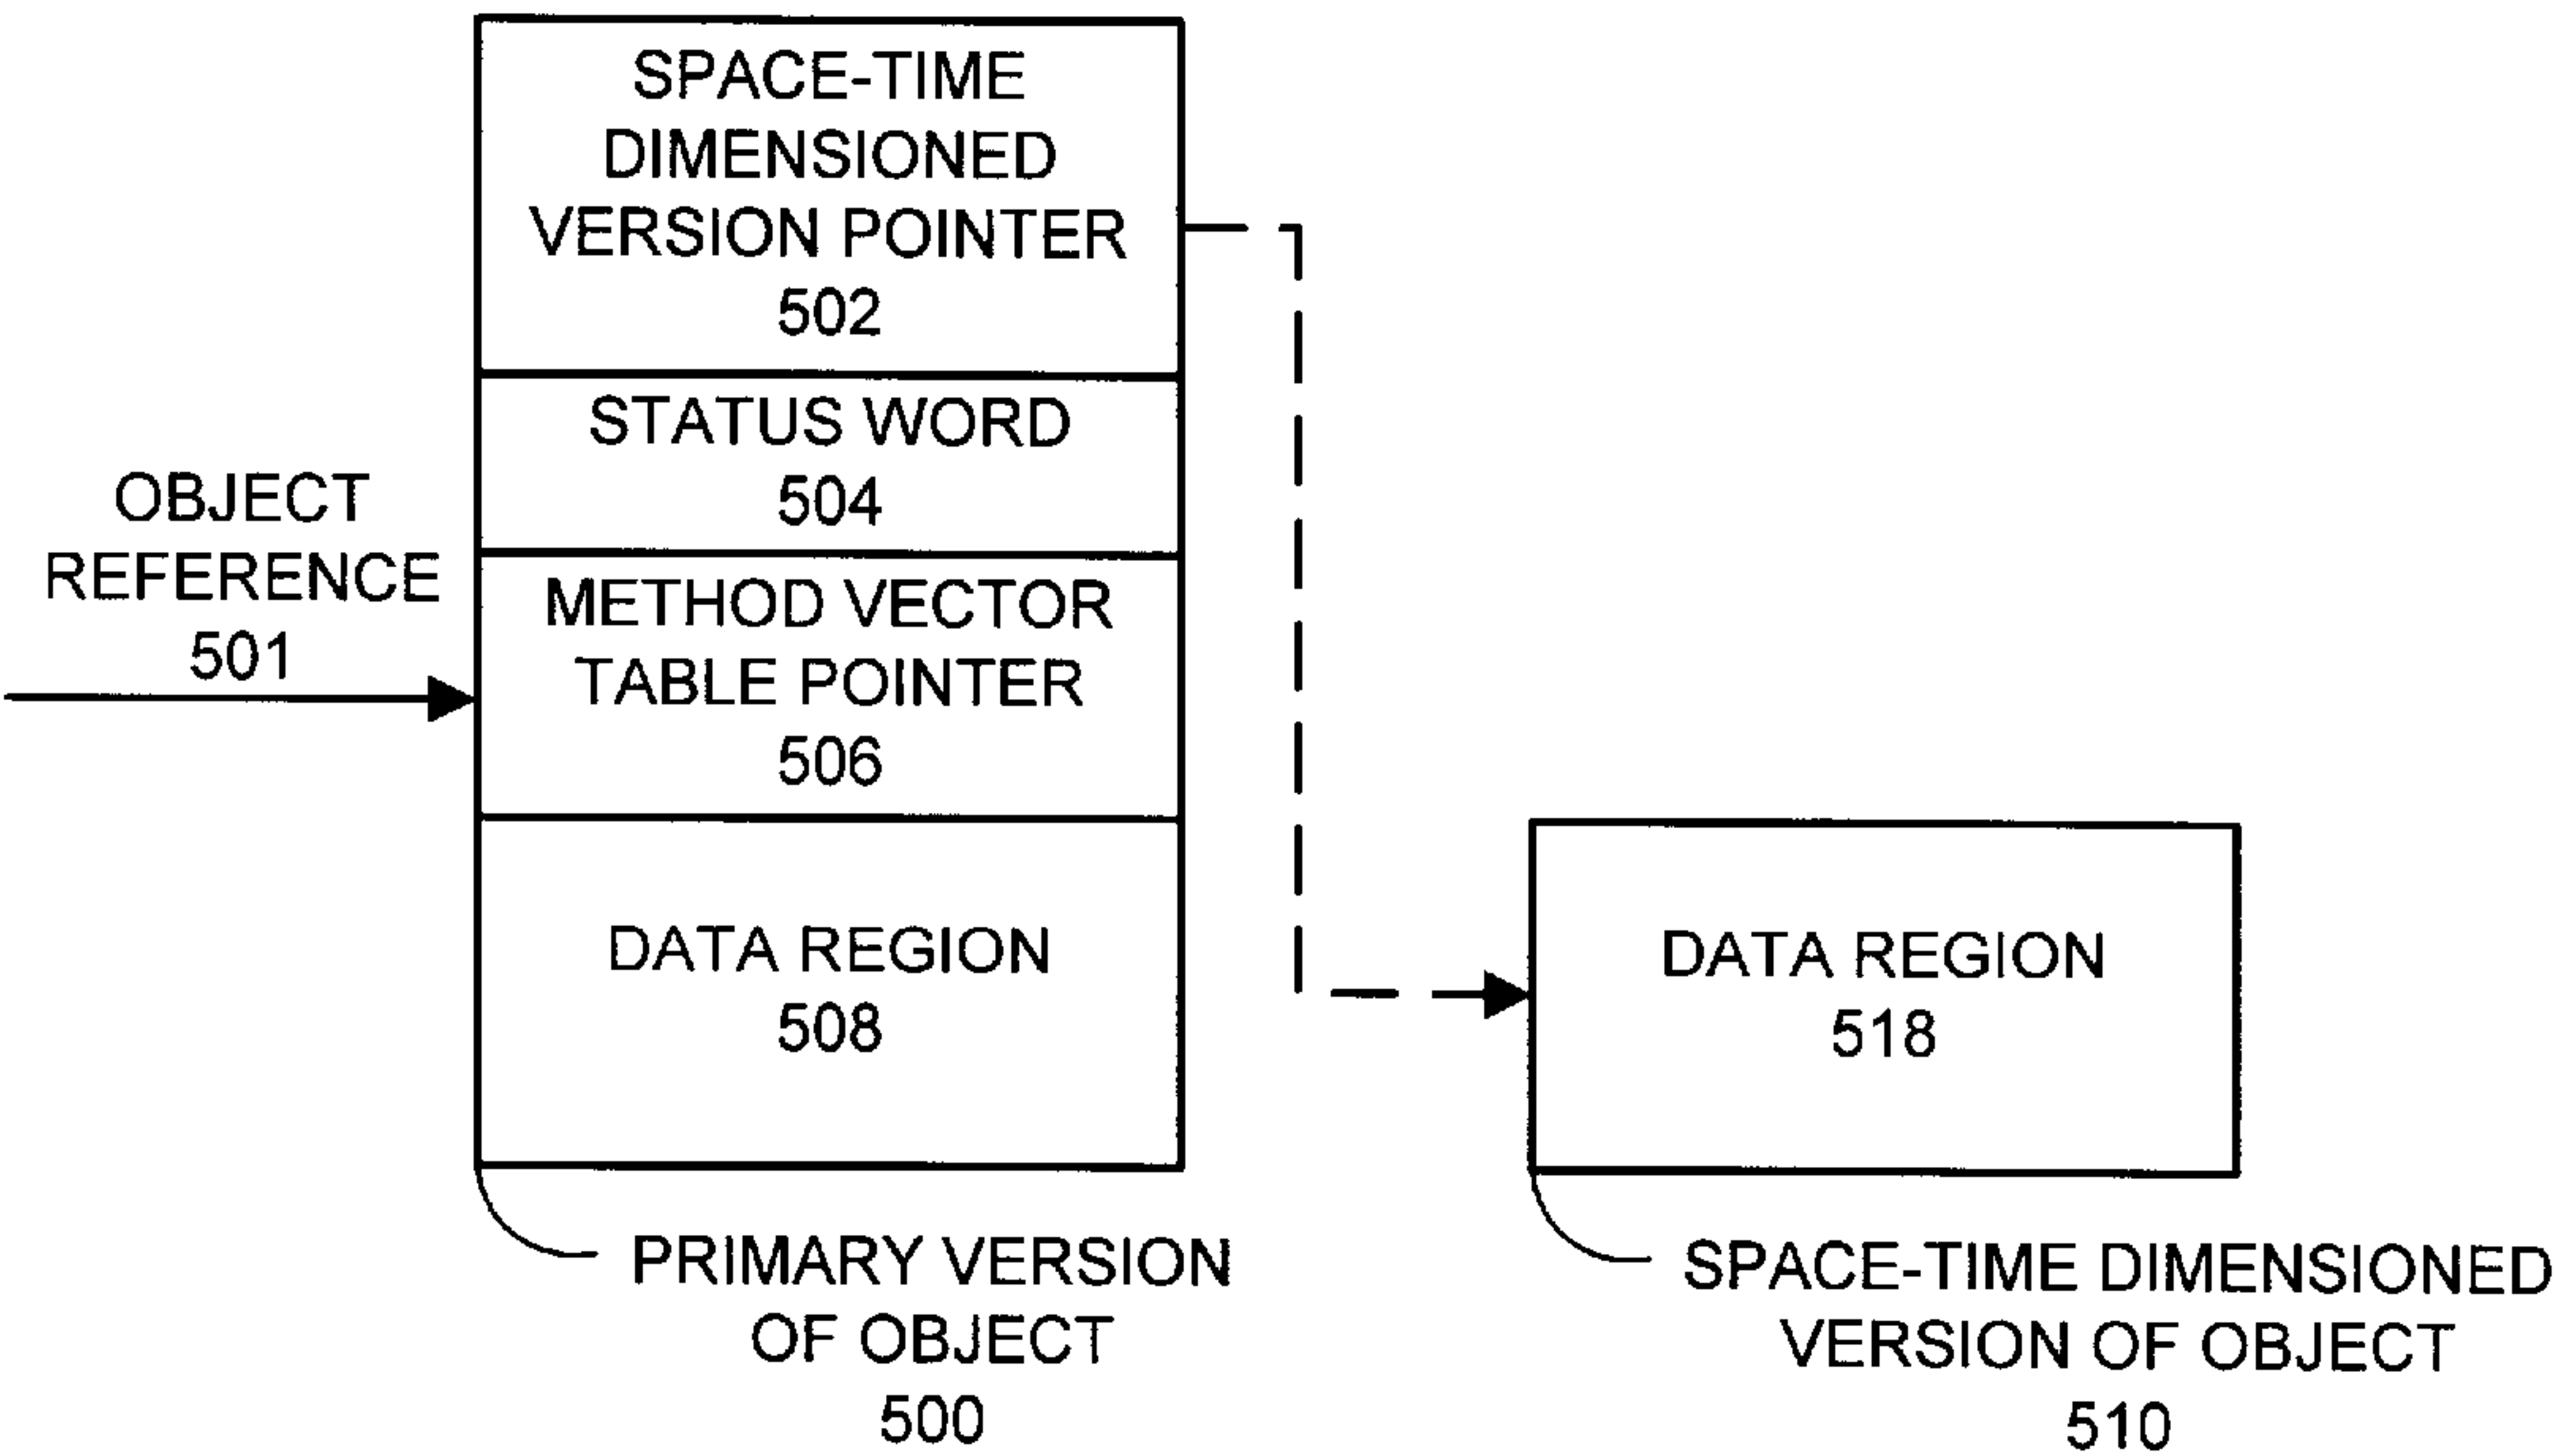 SPACE-TIME
DIMENSIONED
VERSION POINTER
502
STATUS WORD
504
OBJECT
REFERENCE
501
METHOD VECTOR
TABLE POINTER
506
DATA REGION
508
DATA REGION
518
PRIMARY VERSION
OF OBJECT
500
SPACE-TIME DIMENSIONED
VERSION OF OBJECT
510